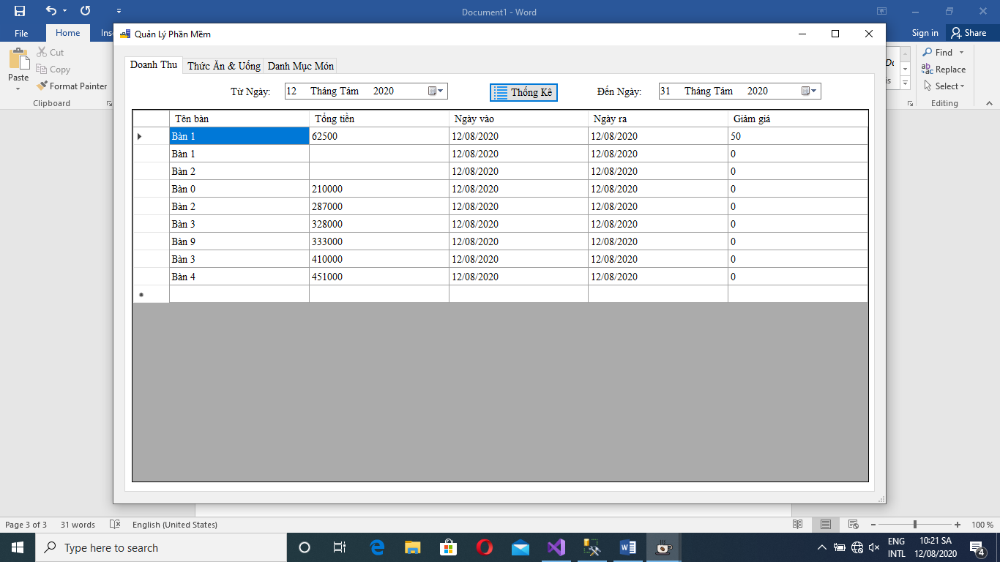 Document1 - Word
File Home Ins Sign in Share
Quản Lý Phần Mềm
Cut
Copy
Paste
Format Painter
Clipboard
Find
Replace
Select
Editing
Doanh Thu Thức Ăn & Uống Danh Mục Món
Từ Ngày: 12 Tháng Tám 2020 Thống Kê Đến Ngày: 31 Tháng Tám 2020
Tên bàn Tổng tiền Ngày vào Ngày ra Giảm giá
Bàn 1 62500 12/08/2020 12/08/2020 50
Bàn 1 12/08/2020 12/08/2020 0
Bàn 2 12/08/2020 12/08/2020 0
Bàn 0 210000 12/08/2020 12/08/2020 0
Bàn 2 287000 12/08/2020 12/08/2020 0
Bàn 3 328000 12/08/2020 12/08/2020 0
Bàn 9 333000 12/08/2020 12/08/2020 0
Bàn 3 410000 12/08/2020 12/08/2020 0
Bàn 4 451000 12/08/2020 12/08/2020 0
Page 3 of 3 31 words English (United States) 100 %
Type here to search
ENG 10:21 SA
INTL 12/08/2020 4